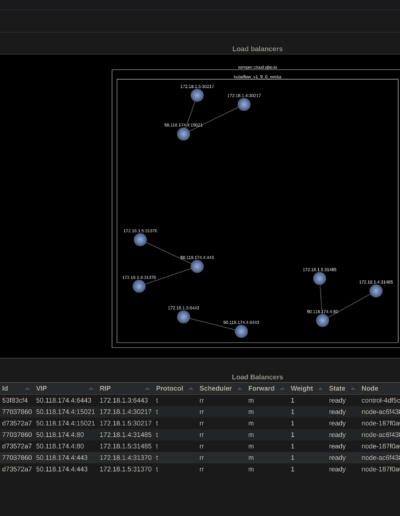 Load balancers
kubeflow_v1_9_0_entda
172.18.1.5:30217
172.18.1.4:30217
50.118.174.4:15021
172.18.1.5:31370
50.118.174.4:443
172.18.1.4:31370
172.18.1.5:31485
172.18.1.4:31485
50.118.174.4:80
172.18.1.3:6443
50.118.174.4:6443
Load Balancers
Id VIP RIP Protocol Scheduler Forward Weight State Node
53f83cf4 50.118.174.4:6443 172.18.1.3:6443 t rr m 1 ready control-4df5c
77037860 50.118.174.4:15021 172.18.1.4:30217 t rr m 1 ready node-ac6f43
d73572a7 50.118.174.4:15021 172.18.1.5:30217 t rr m 1 ready node-187f0a
77037860 50.118.174.4:80 172.18.1.4:31485 t rr m 1 ready node-ac6f43
d73572a7 50.118.174.4:80 172.18.1.5:31485 t rr m 1 ready node-187f0a
77037860 50.118.174.4:443 172.18.1.4:31370 t rr m 1 ready node-ac6f43
d73572a7 50.118.174.4:443 172.18.1.5:31370 t rr m 1 ready node-187f0a